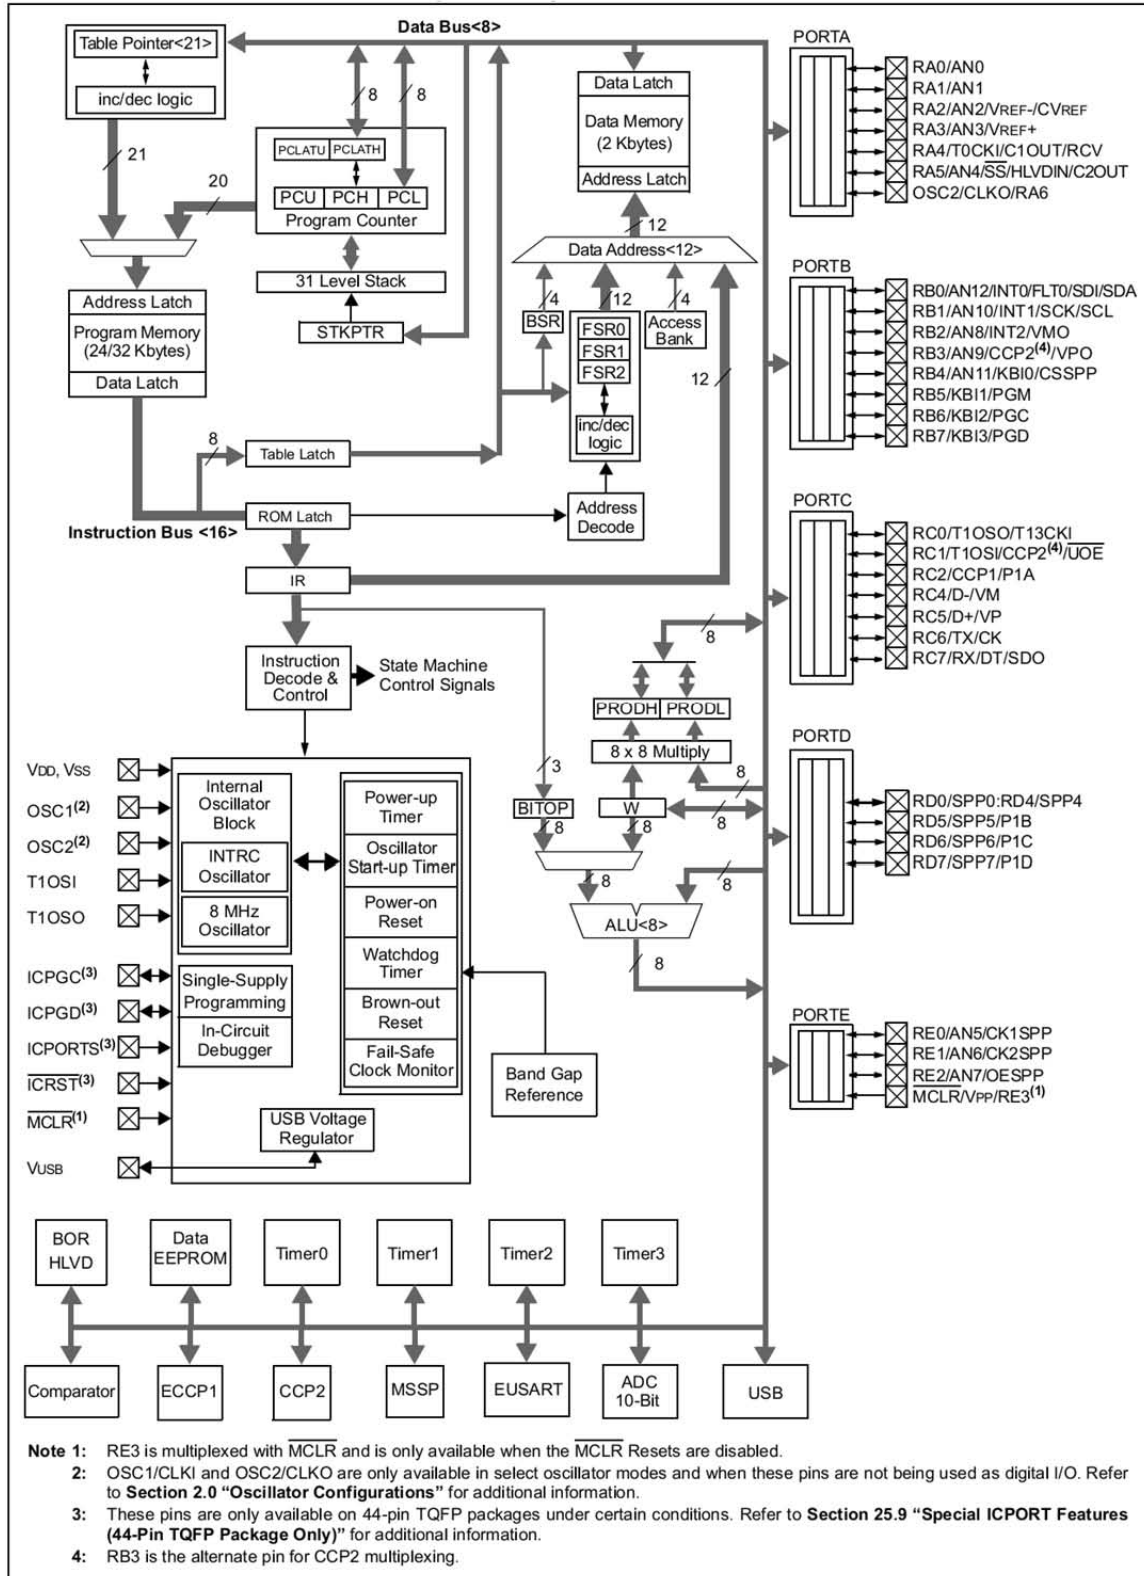 Data Bus<8>
Table Pointer<21>
inc/dec logic
21
20
8
8
PCLATU PCLATH
PCU PCH PCL
Program Counter
31 Level Stack
STKPTR
Data Latch
Data Memory
(2 Kbytes)
Address Latch
12
Data Address<12>
4
12
4
BSR
FSR0
FSR1
FSR2
inc/dec
logic
Access
Bank
12
Address Latch
Program Memory
(24/32 Kbytes)
Data Latch
8
Table Latch
Instruction Bus <16>
ROM Latch
Address
Decode
IR
8
Instruction
Decode &
Control
State Machine
Control Signals
PRODH PRODL
8 x 8 Multiply
3
8
BITOP
W
8
8
8
8
8
ALU<8>
8
PORTA
RA0/AN0
RA1/AN1
RA2/AN2/VREF-/CVREF
RA3/AN3/VREF+
RA4/T0CKI/C1OUT/RCV
RA5/AN4/SS/HLVDIN/C2OUT
OSC2/CLKO/RA6
PORTB
RB0/AN12/INT0/FLT0/SDI/SDA
RB1/AN10/INT1/SCK/SCL
RB2/AN8/INT2/VMO
RB3/AN9/CCP2(4)/VPO
RB4/AN11/KBI0/CSSPP
RB5/KBI1/PGM
RB6/KBI2/PGC
RB7/KBI3/PGD
PORTC
RC0/T1OSO/T13CKI
RC1/T1OSI/CCP2(4)/UOE
RC2/CCP1/P1A
RC4/D-/VM
RC5/D+/VP
RC6/TX/CK
RC7/RX/DT/SDO
PORTD
RD0/SPP0:RD4/SPP4
RD5/SPP5/P1B
RD6/SPP6/P1C
RD7/SPP7/P1D
PORTE
RE0/AN5/CK1SPP
RE1/AN6/CK2SPP
RE2/AN7/OESPP
MCLR/VPP/RE3(1)
VDD, VSS
OSC1(2)
OSC2(2)
T1OSI
T1OSO
ICPGC(3)
ICPGD(3)
ICPORTS(3)
ICRST(3)
MCLR(1)
VUSB
Internal
Oscillator
Block
INTRC
Oscillator
8 MHz
Oscillator
Single-Supply
Programming
In-Circuit
Debugger
Power-up
Timer
Oscillator
Start-up Timer
Power-on
Reset
Watchdog
Timer
Brown-out
Reset
Fail-Safe
Clock Monitor
USB Voltage
Regulator
Band Gap
Reference
BOR
HLVD
Data
EEPROM
Timer0
Timer1
Timer2
Timer3
Comparator
ECCP1
CCP2
MSSP
EUSART
ADC
10-Bit
USB
Note 1: RE3 is multiplexed with MCLR and is only available when the MCLR Resets are disabled.
2: OSC1/CLKI and OSC2/CLKO are only available in select oscillator modes and when these pins are not being used as digital I/O. Refer
to Section 2.0 “Oscillator Configurations” for additional information.
3: These pins are only available on 44-pin TQFP packages under certain conditions. Refer to Section 25.9 “Special ICPORT Features
(44-Pin TQFP Package Only)” for additional information.
4: RB3 is the alternate pin for CCP2 multiplexing.